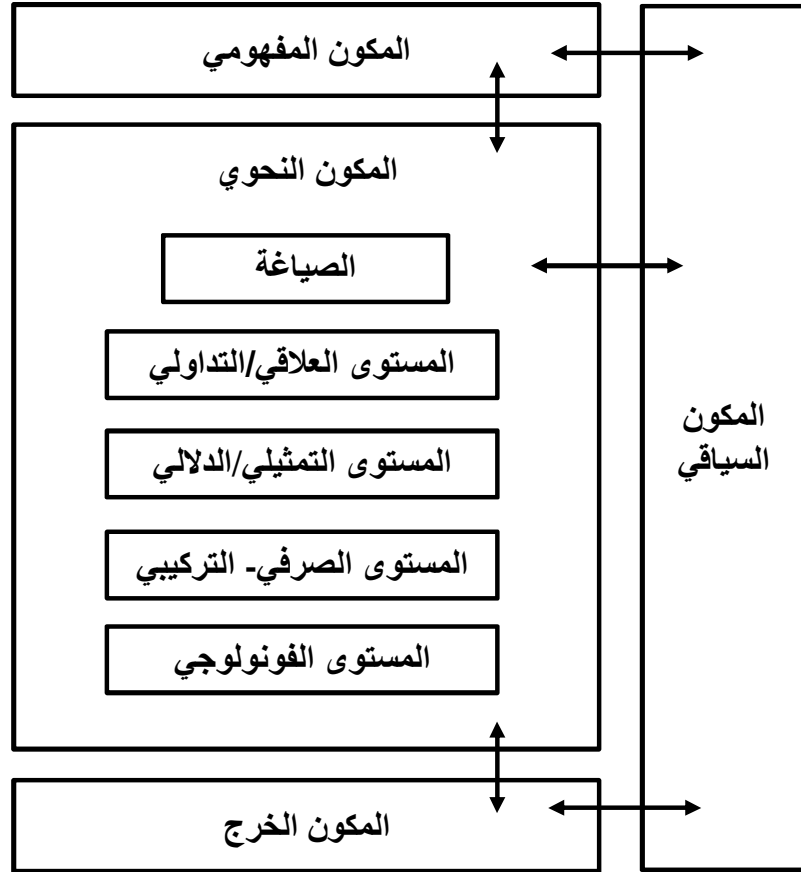 المكون المفهومي
المكون النحوي
الصياغة
المستوى العلاقي/التداولي
المستوى التمثيلي/الدلالي
المستوى الصرفي- التركيبي
المستوى الفونولوجي
المكون الخرج
المكون
السياقي